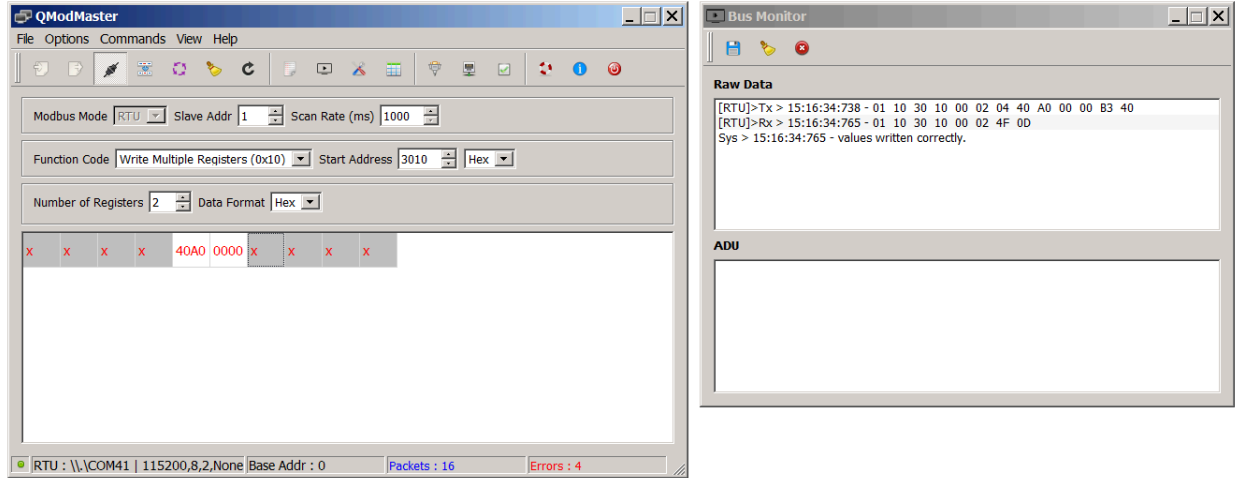 QModMaster
File Options Commands View Help
Modbus Mode RTU Slave Addr 1 Scan Rate (ms) 1000
Function Code Write Multiple Registers (0x10) Start Address 3010 Hex
Number of Registers 2 Data Format Hex
x x x x 40A0 0000 x x x x
RTU : \\.\COM41 | 115200,8,2,None Base Addr : 0 Packets : 16 Errors : 4
Bus Monitor
Raw Data
[RTU]>Tx > 15:16:34:738 - 01 10 30 10 00 02 04 40 A0 00 00 B3 40
[RTU]>Rx > 15:16:34:765 - 01 10 30 10 00 02 4F 0D
Sys > 15:16:34:765 - values written correctly.
ADU